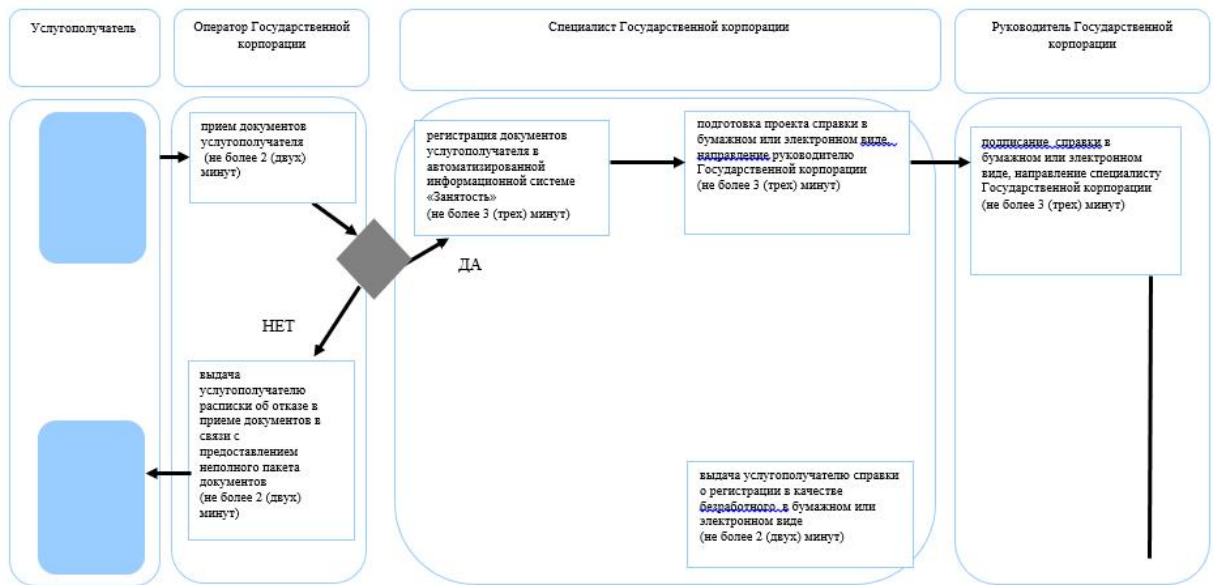 Услугополучатель
Оператор Государственной
корпорации
Специалист Государственной корпорации
Руководитель Государственной
корпорации
прием документов
услугополучателя
(не более 2 (двух)
минут)
регистрация документов
услугополучателя в
автоматизированной
информационной системе
«Занятость»
(не более 3 (трех) минут)
подготовка проекта справки в
бумажном или электронном виде,
направление руководителю
Государственной корпорации
(не более 3 (трех) минут)
подписание справки в
бумажном или электронном
виде, направление специалисту
Государственной корпорации
(не более 3 (трех) минут)
ДА
НЕТ
выдача
услугополучателю
расписки об отказе в
приеме документов в
связи с
предоставлением
неполного пакета
документов
(не более 2 (двух)
минут)
выдача услугополучателю справки
о регистрации в качестве
безработного в бумажном или
электронном виде
(не более 2 (двух) минут)